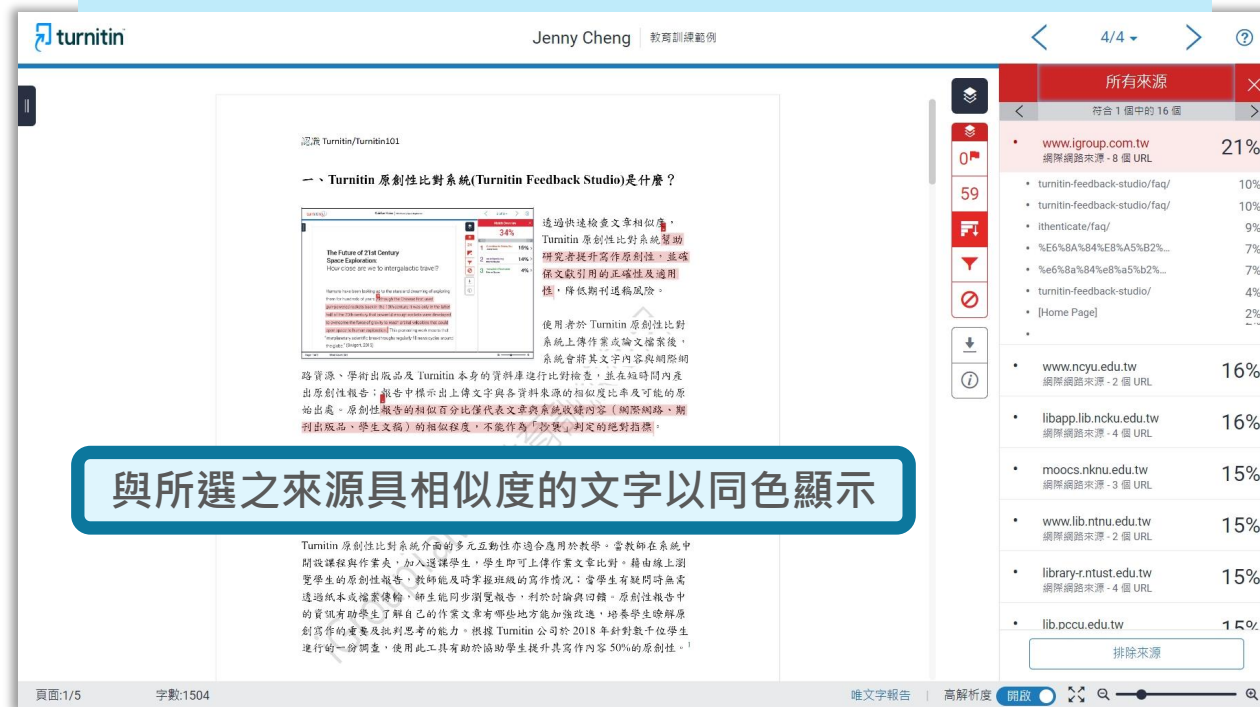 turnitin
Jenny Cheng
教育訓練範例
4/4
所有來源
符合 1 個中的 16 個
0
59
www.igroup.com.tw
21%
網際網路來源 - 8 個 URL
turnitin-feedback-studio/faq/
10%
turnitin-feedback-studio/faq/
10%
ithenticate/faq/
9%
%E6%8A%84%E8%A5%B2%...
7%
%e6%8a%84%e8%a5%b2%...
7%
turnitin-feedback-studio/
4%
[Home Page]
2%
www.ncyu.edu.tw
16%
網際網路來源 - 2 個 URL
libapp.lib.ncku.edu.tw
16%
網際網路來源 - 4 個 URL
moocs.nknu.edu.tw
15%
網際網路來源 - 3 個 URL
www.lib.ntnu.edu.tw
15%
網際網路來源 - 2 個 URL
library-r.ntust.edu.tw
15%
網際網路來源 - 4 個 URL
lib.pccu.edu.tw
15%
排除來源
認識 Turnitin/Turnitin101
一、Turnitin 原創性比對系統(Turnitin Feedback Studio)是什麼？
34%
The Future of 21st Century
Space Exploration:
How close are we to intergalactic travel?
透過快速檢查文章相似度，
Turnitin 原創性比對系統幫助
研究者提升寫作原創性，並確
保文獻引用的正確性及適用
性，降低期刊退稿風險。
使用者於 Turnitin 原創性比對
系統上傳作業或論文檔案後，
系統會將其文字內容與網際網
路資源、學術出版品及 Turnitin 本身的資料庫進行比對檢查，並在短時間內產
出原創性報告；報告中標示出上傳文字與各資料來源的相似度比率及可能的原
始出處。原創性報告的相似百分比僅代表文章與系統收錄內容（網際網路、期
刊出版品、學生文稿）的相似程度，不能作為「抄襲」判定的絕對指標。
與所選之來源具相似度的文字以同色顯示
Turnitin 原創性比對系統介面的多元互動性亦適合應用於教學。當教師在系統中
開設課程與作業夾，加入選課學生，學生即可上傳作業文章比對。藉由線上瀏
覽學生的原創性報告，教師能及時掌握班級的寫作情況；當學生有疑問時無需
透過紙本或檔案傳輸，師生能同步瀏覽報告，利於討論與回饋。原創性報告中
的資訊有助學生了解自己的作業文章有哪些地方能加強改進，培養學生瞭解原
創寫作的重要及批判思考的能力。根據 Turnitin 公司於 2018 年針對數千位學生
進行的一份調查，使用此工具有助於協助學生提升其寫作內容 50%的原創性。1
頁面:1/5
字數:1504
唯文字報告
高解析度
開啟